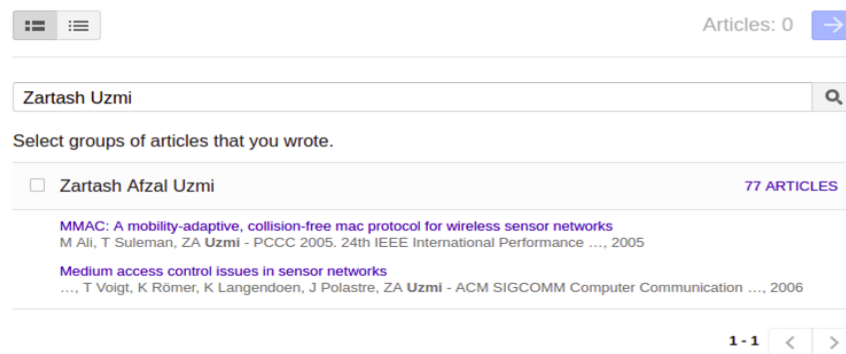 Articles: 0
Zartash Uzmi
Select groups of articles that you wrote.
Zartash Afzal Uzmi 77 ARTICLES
MMAC: A mobility-adaptive, collision-free mac protocol for wireless sensor networks
M Ali, T Suleman, ZA Uzmi - PCCC 2005. 24th IEEE International Performance ..., 2005
Medium access control issues in sensor networks
..., T Voigt, K Römer, K Langendoen, J Polastre, ZA Uzmi - ACM SIGCOMM Computer Communication ..., 2006
1 - 1